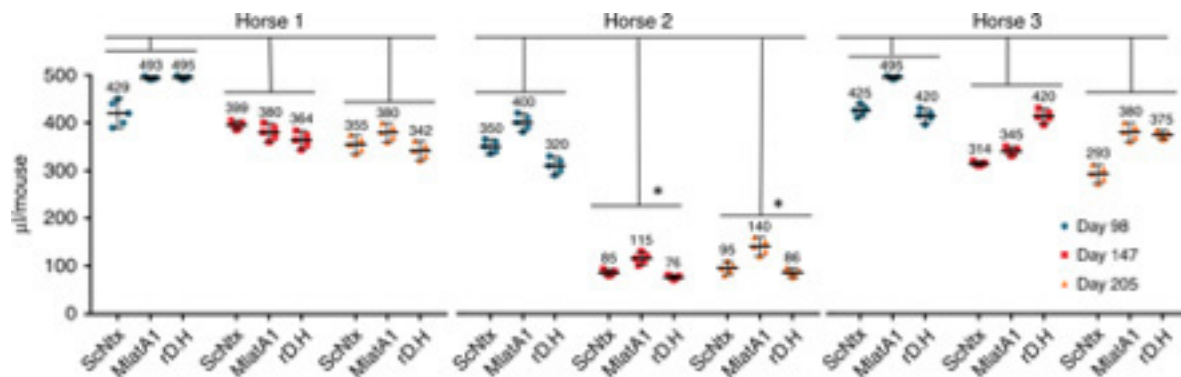 Horse 1 Horse 2 Horse 3
µl/mouse
500
400
300
200
100
0
429 493 495
399 380 364
355 380 342
350 400 320
85 115 76
*
95 140 86
*
425 495 420
314 345 420
293 380 375
Day 98
Day 147
Day 205
ScNtx MlatA1 rD.H ScNtx MlatA1 rD.H ScNtx MlatA1 rD.H ScNtx MlatA1 rD.H ScNtx MlatA1 rD.H ScNtx MlatA1 rD.H ScNtx MlatA1 rD.H ScNtx MlatA1 rD.H ScNtx MlatA1 rD.H